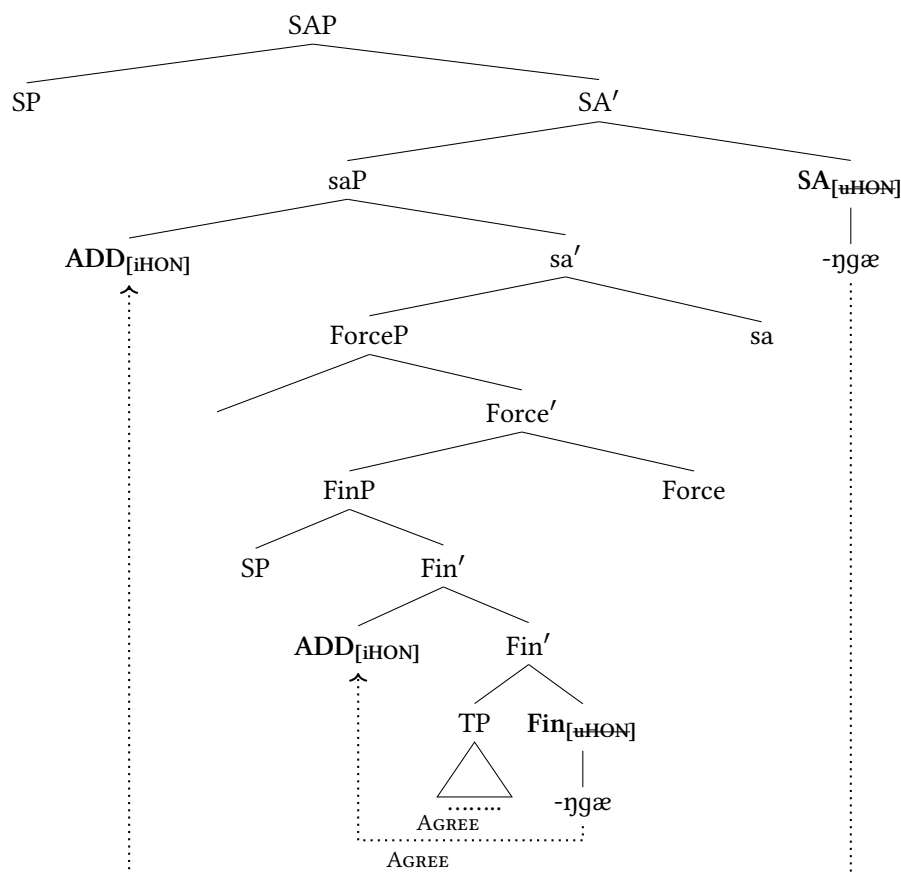 SAP
SP SA′
saP SA[uHON]
ADD[iHON] sa′ -ŋgæ
ForceP sa
Force′
FinP Force
SP Fin′
ADD[iHON] Fin′
TP Fin[uHON]
........ -ŋgæ
AGREE
AGREE